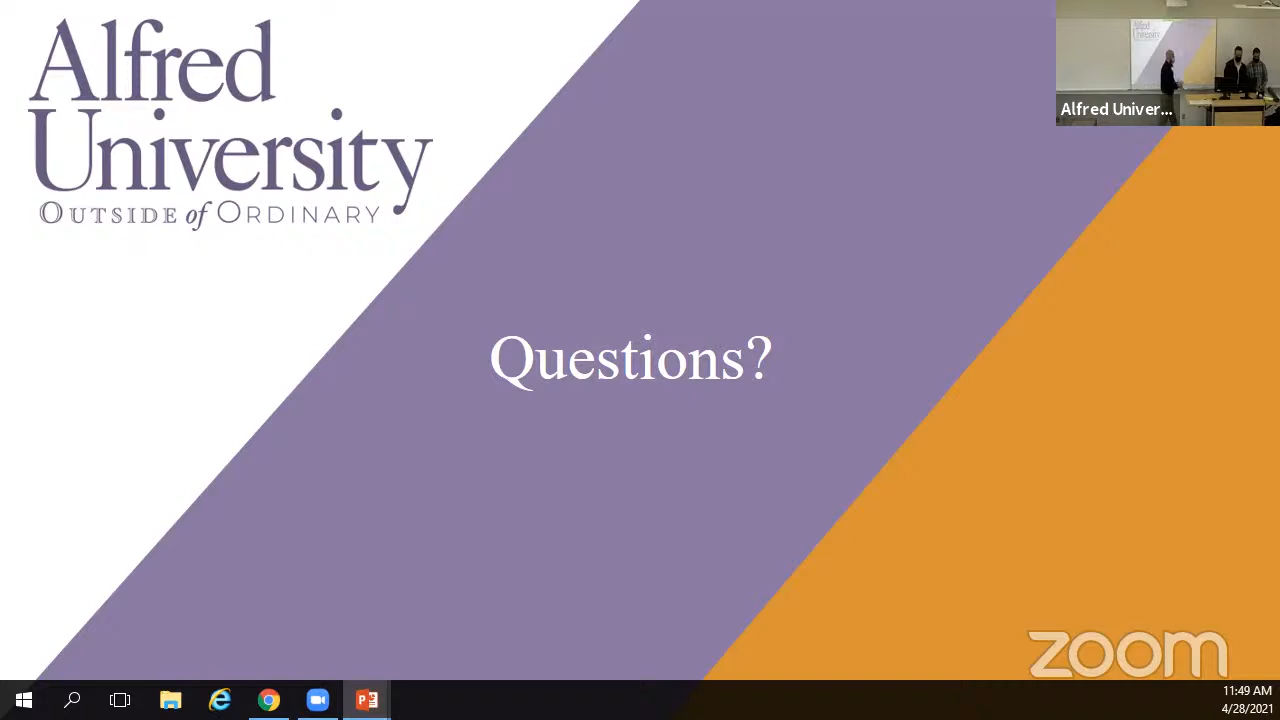 Alfred
University
OUTSIDE of ORDINARY
Alfred Univer...
Questions?
zoom
11:49 AM
4/28/2021